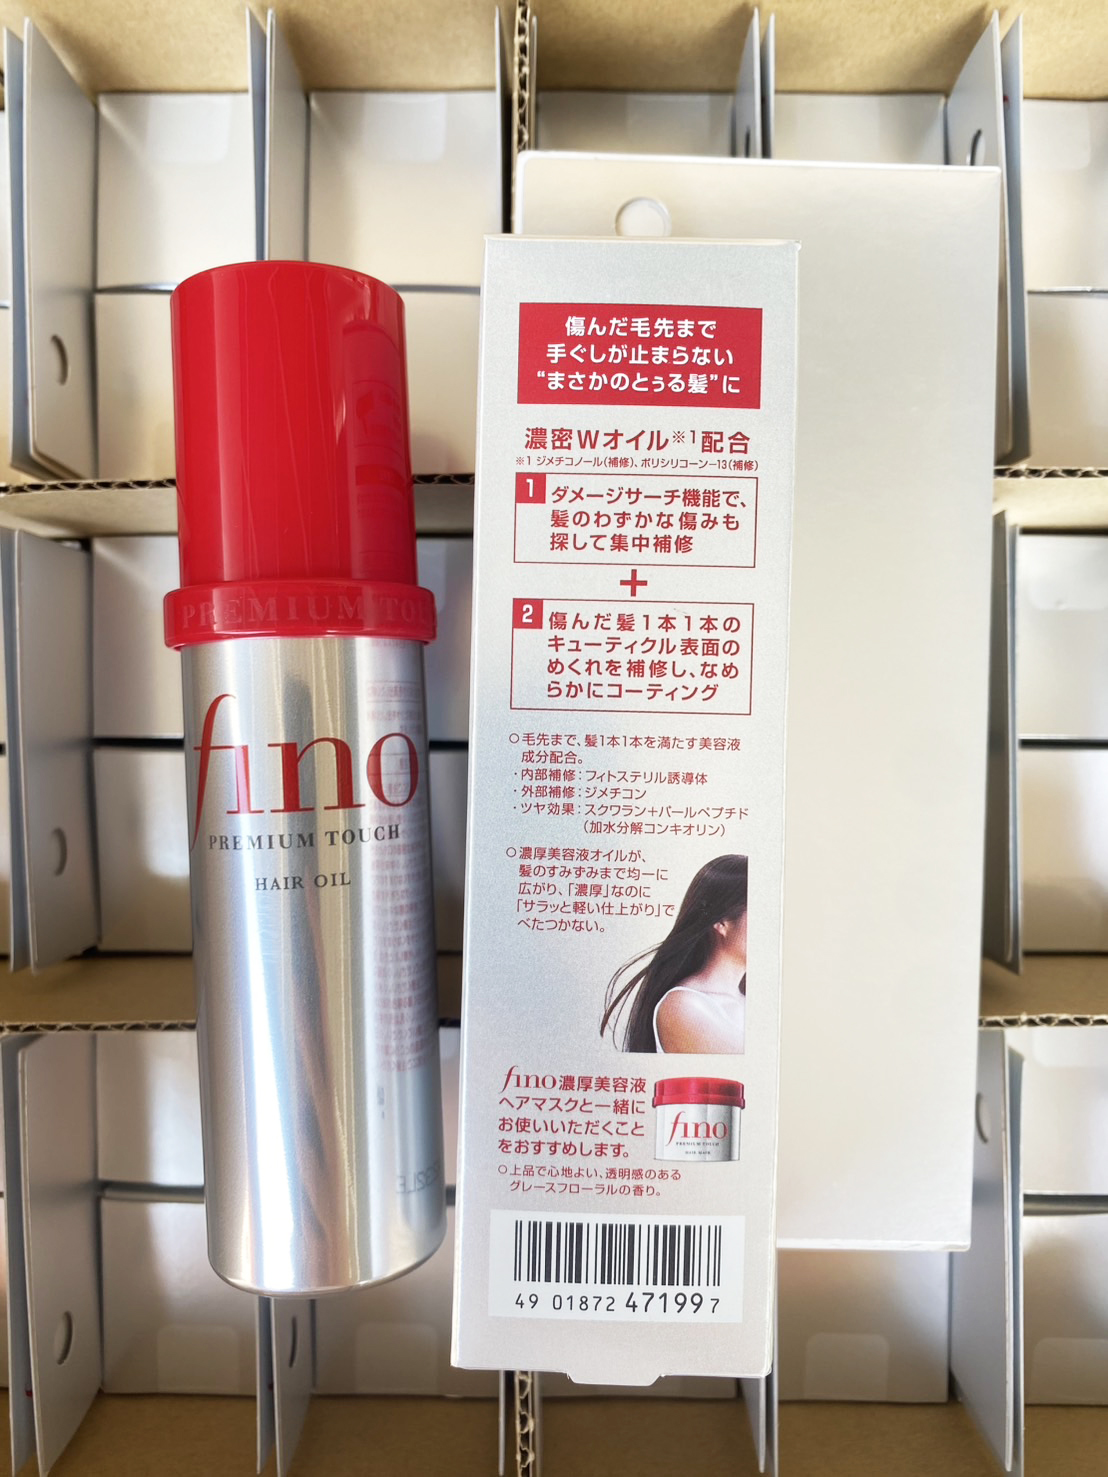 PREMIUM TOU
fino
PREMIUM TOUCH
HAIR OIL
傷んだ毛先まで
手ぐしが止まらない
“まさかのとぅる髪”に
濃密Wオイル※1配合
※1 ジメチコノール(補修)、ポリシリコーン-13(補修)
1 ダメージサーチ機能で、
髪のわずかな傷みも
探して集中補修
+
2 傷んだ髪1本1本の
キューティクル表面の
めくれを補修し、なめ
らかにコーティング
○毛先まで、髪1本1本を満たす美容液
成分配合。
・内部補修:フィトステリル誘導体
・外部補修:ジメチコン
・ツヤ効果:スクワラン+パールペプチド
(加水分解コンキオリン)
○濃厚美容液オイルが、
髪のすみずみまで均一に
広がり、「濃厚」なのに
「サラッと軽い仕上がり」で
べたつかない。
fino濃厚美容液
ヘアマスクと一緒に
お使いいただくこと
をおすすめします。
fino
PREMIUM TOUCH
HAIR MASK
○上品で心地よい、透明感のある
グレースフローラルの香り。
49 01872 471997